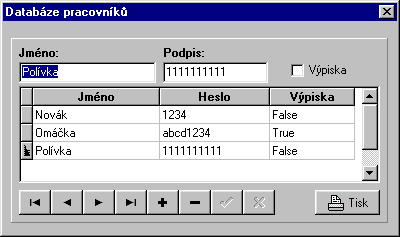 Databáze pracovníků
Jméno: Podpis:
Polívka 1111111111 Výpiska
Jméno Heslo Výpiska
Novák 1234 False
Omáčka abcd1234 True
Polívka 1111111111 False
Tisk